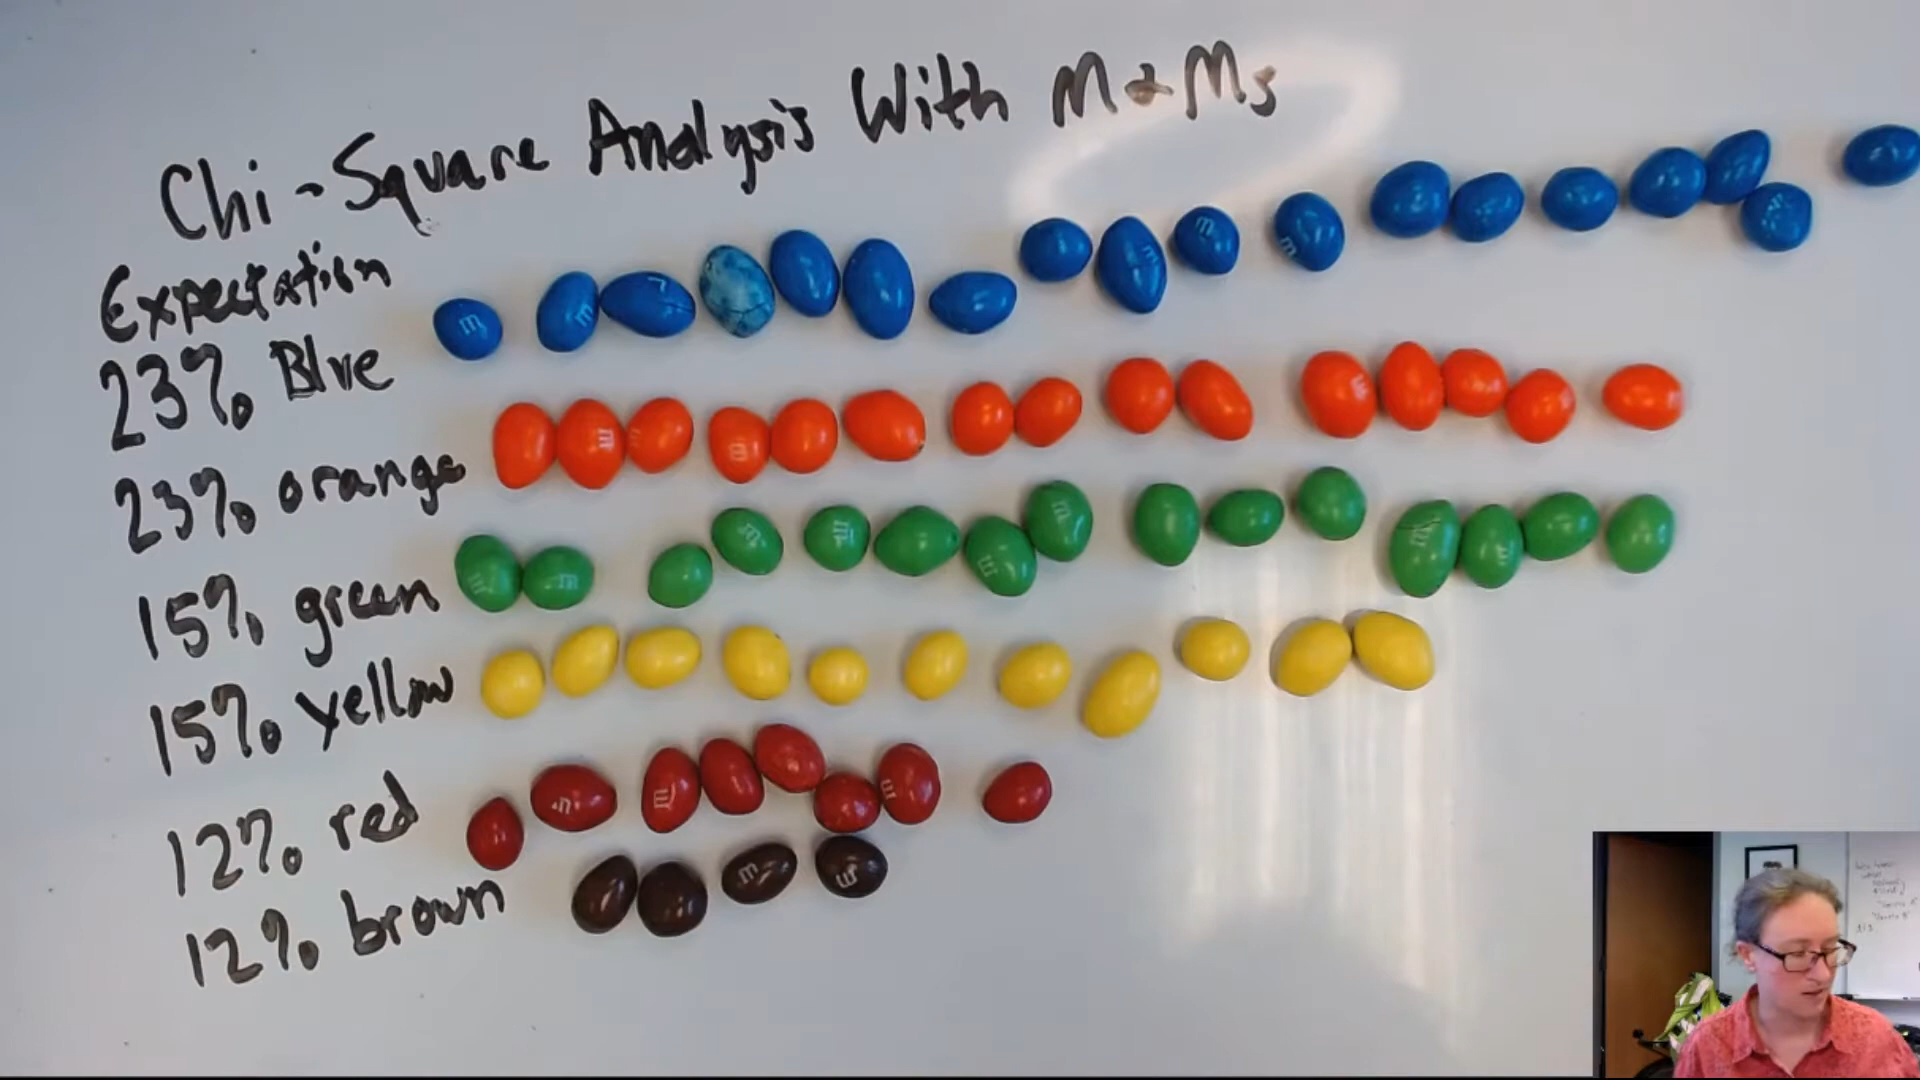 Chi-Square Analysis With M&Ms
Expectation
23% Blue
23% orange
15% green
15% yellow
12% red
12% brown